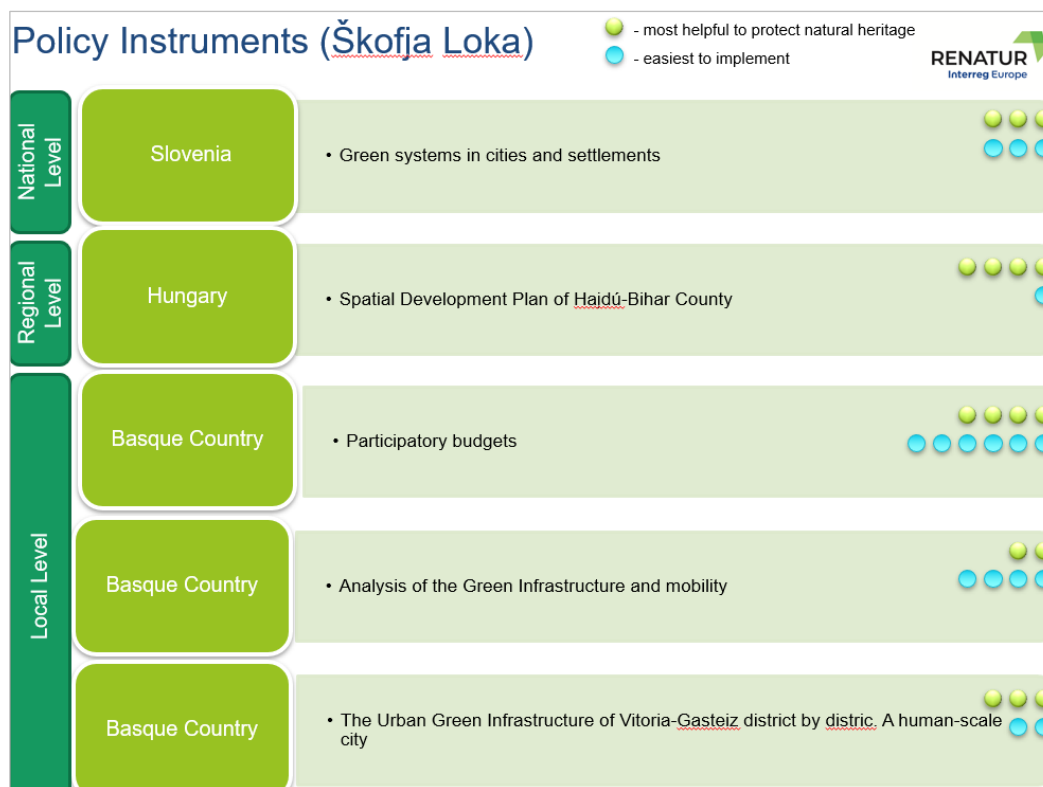 Policy Instruments (Škofja Loka)
- most helpful to protect natural heritage
- easiest to implement
RENATUR
Interreg Europe
National
Level
Slovenia
• Green systems in cities and settlements
Regional
Level
Hungary
• Spatial Development Plan of Hajdú-Bihar County
Local Level
Basque Country
• Participatory budgets
Basque Country
• Analysis of the Green Infrastructure and mobility
Basque Country
• The Urban Green Infrastructure of Vitoria-Gasteiz district by distric. A human-scale
city